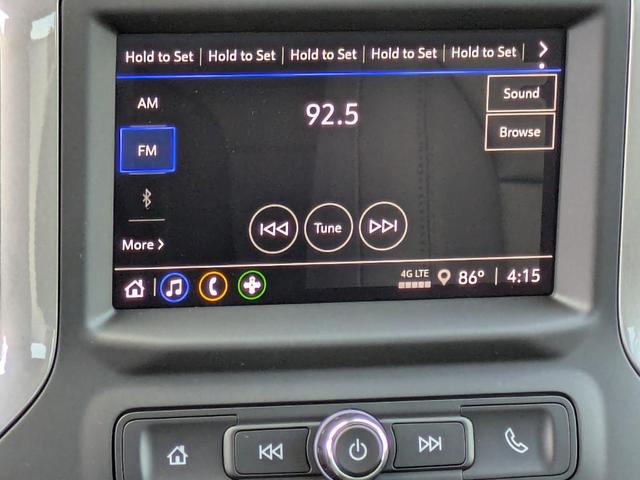 Hold to Set Hold to Set Hold to Set Hold to Set Hold to Set
AM
92.5
Sound
FM
Browse
Tune
More
4G LTE 86° 4:15